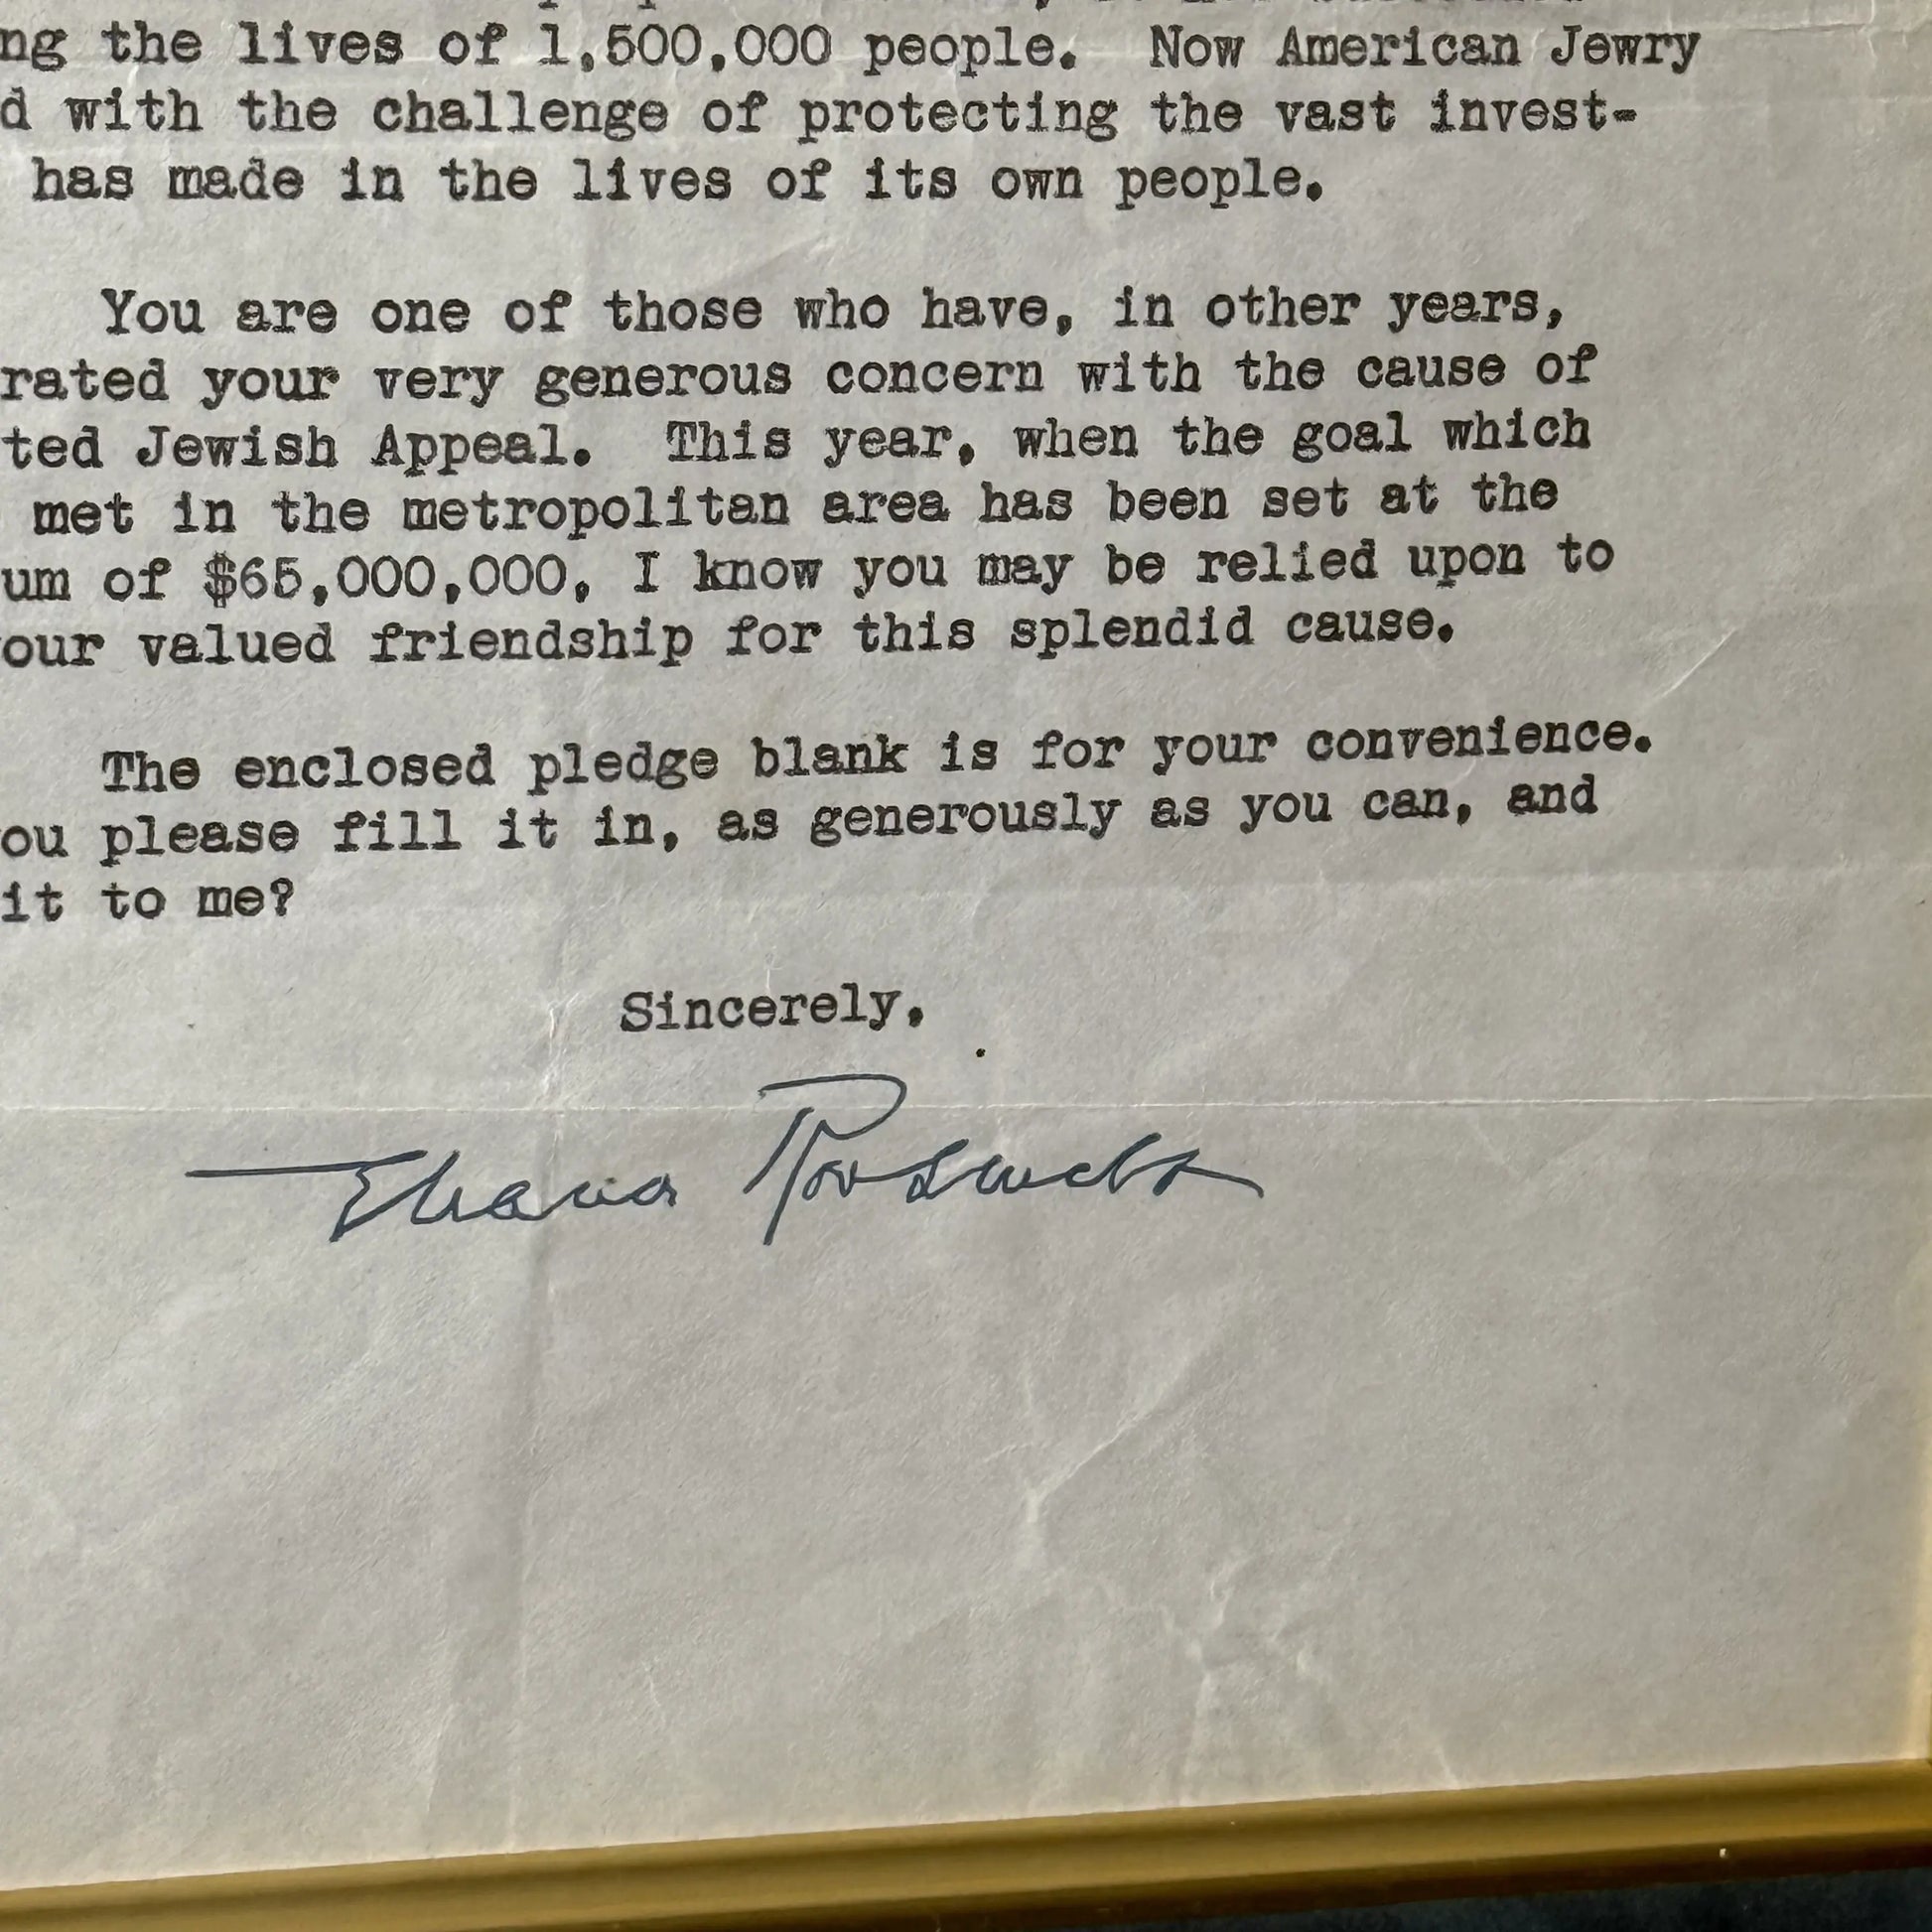 ng the lives of 1,500,000 people. Now American Jewry
d with the challenge of protecting the vast invest-
has made in the lives of its own people.
You are one of those who have, in other years,
rated your very generous concern with the cause of
ted Jewish Appeal. This year, when the goal which
met in the metropolitan area has been set at the
um of $65,000,000, I know you may be relied upon to
our valued friendship for this splendid cause.
The enclosed pledge blank is for your convenience.
ou please fill it in, as generously as you can, and
it to me?
Sincerely,
Eleanor Roosevelt